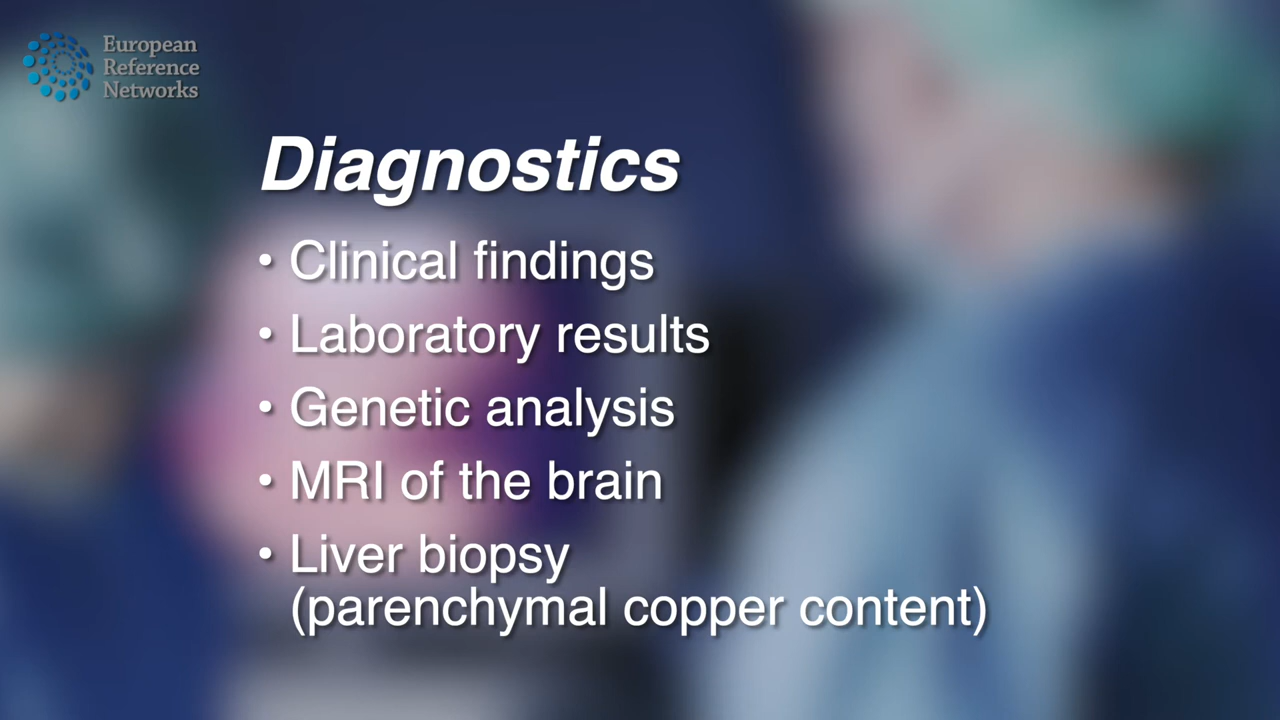 European
Reference
Networks
Diagnostics
• Clinical findings
• Laboratory results
• Genetic analysis
• MRI of the brain
• Liver biopsy
(parenchymal copper content)